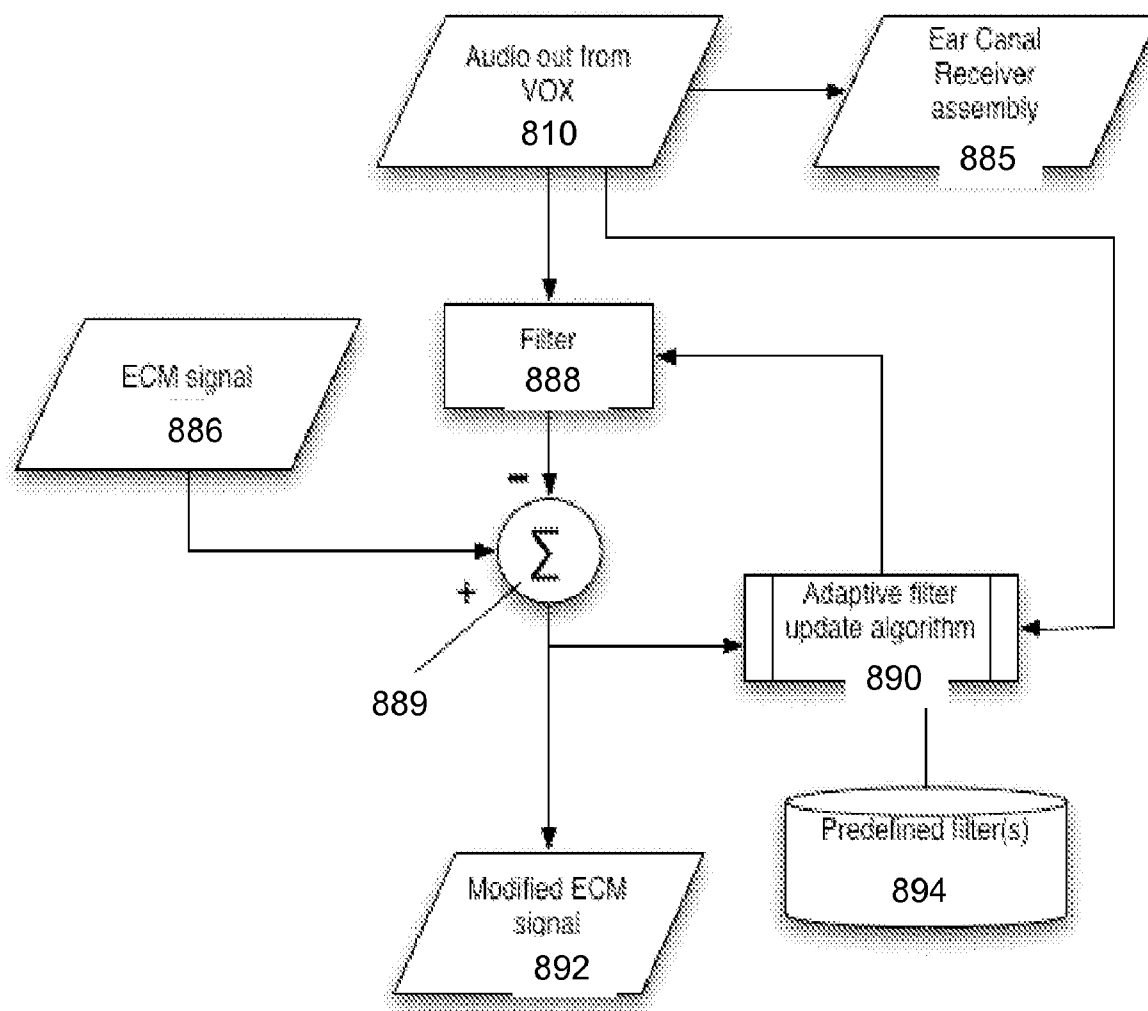 Audio out from
VOX
810
Ear Canal
Receiver
assembly
885
Filter
888
ECM signal
886
−
Σ
+
889
Adaptive filter
update algorithm
890
Predefined filter(s)
894
Modified ECM
signal
892